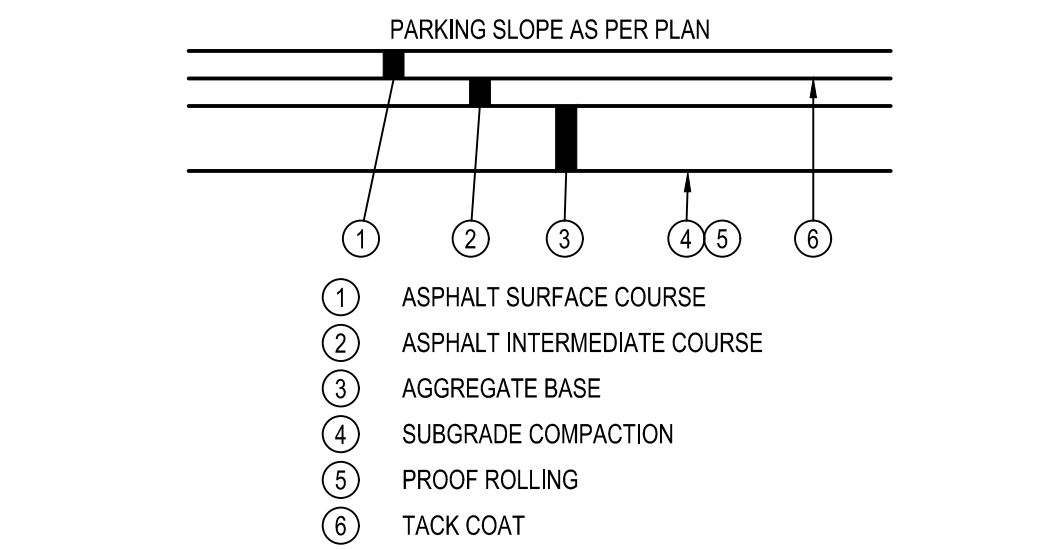 PARKING SLOPE AS PER PLAN
1 2 3 4 5 6
1 ASPHALT SURFACE COURSE
2 ASPHALT INTERMEDIATE COURSE
3 AGGREGATE BASE
4 SUBGRADE COMPACTION
5 PROOF ROLLING
6 TACK COAT